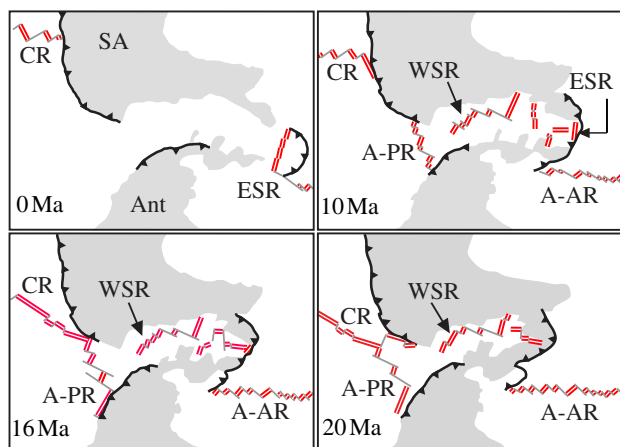 CR
SA
ESR
Ant
0 Ma
CR
WSR
ESR
A-PR
A-AR
10 Ma
CR
WSR
A-PR
A-AR
16 Ma
CR
WSR
A-PR
A-AR
20 Ma